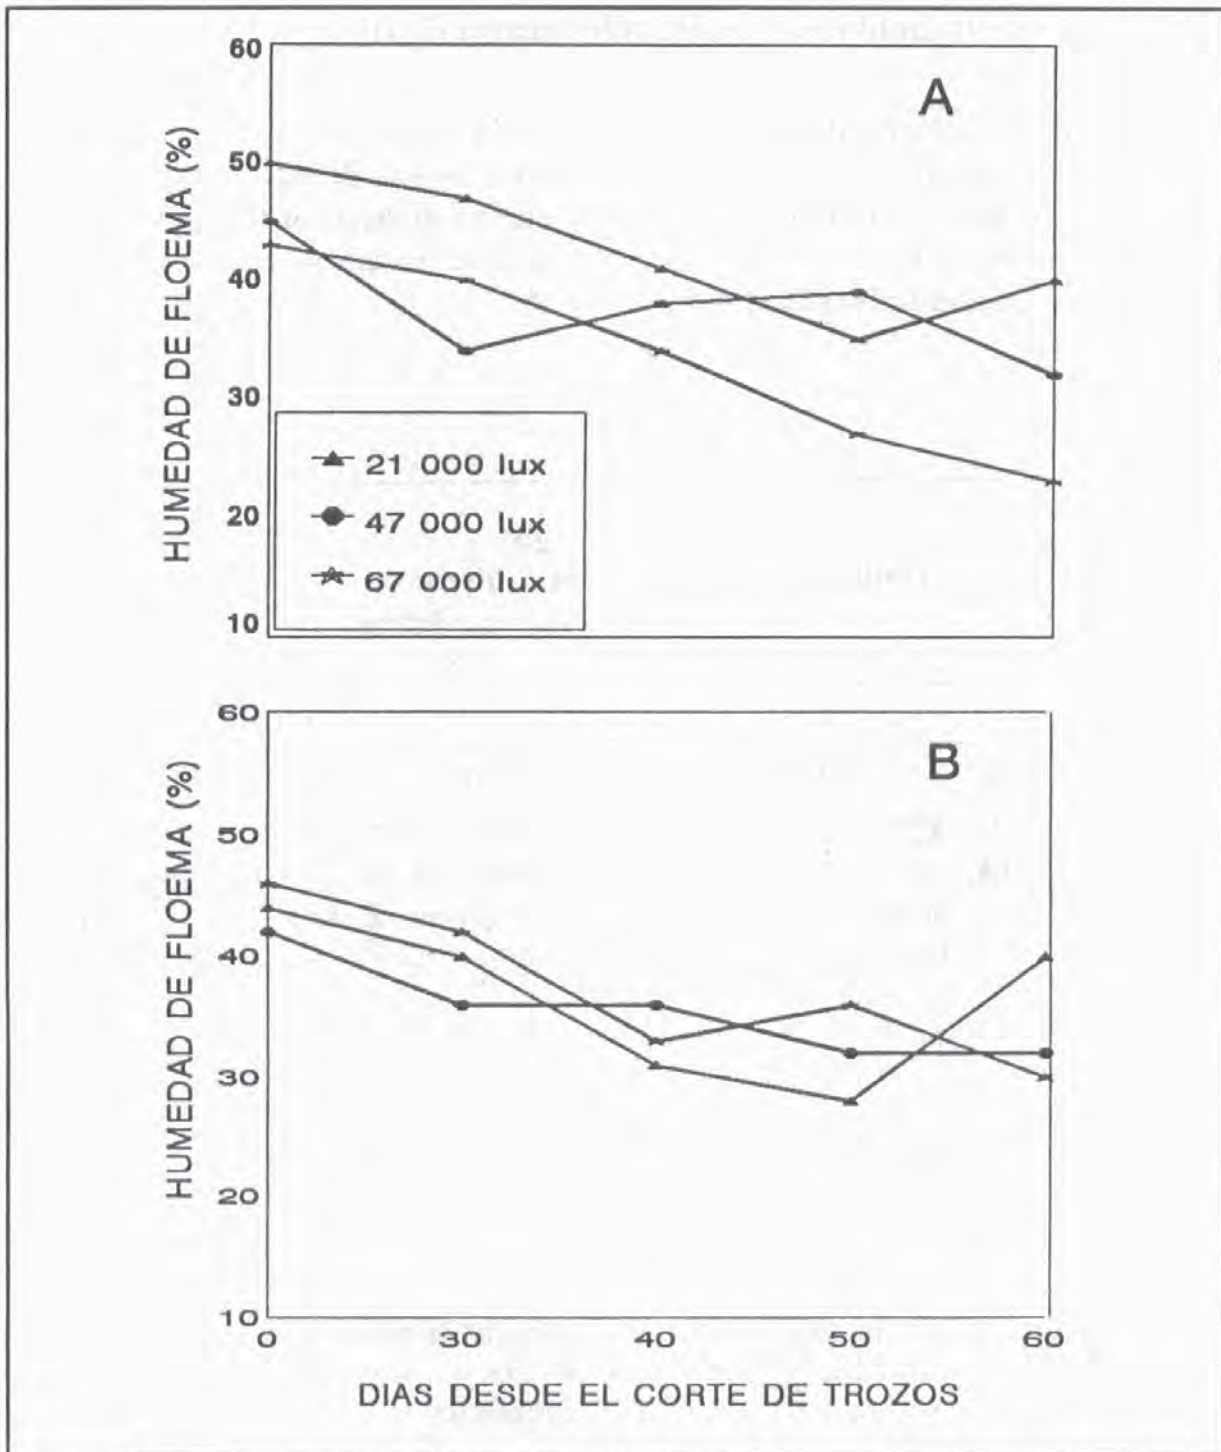 60
A
50
40
30
20
10
HUMEDAD DE FLOEMA (%)
21 000 lux
47 000 lux
67 000 lux
60
B
50
40
30
20
10
HUMEDAD DE FLOEMA (%)
0 30 40 50 60
DIAS DESDE EL CORTE DE TROZOS